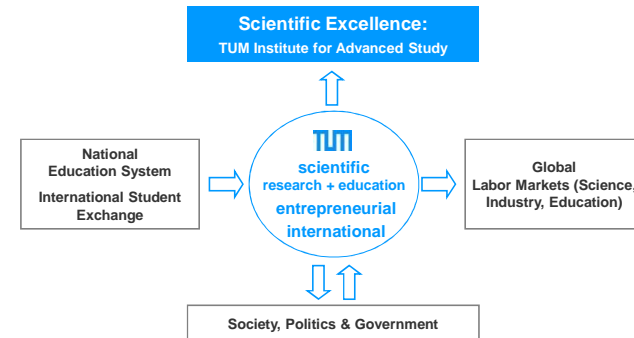 Scientific Excellence:
TUM Institute for Advanced Study
TUM
scientific
research + education
entrepreneurial
international
National
Education System
International Student
Exchange
Global
Labor Markets (Science,
Industry, Education)
Society, Politics & Government